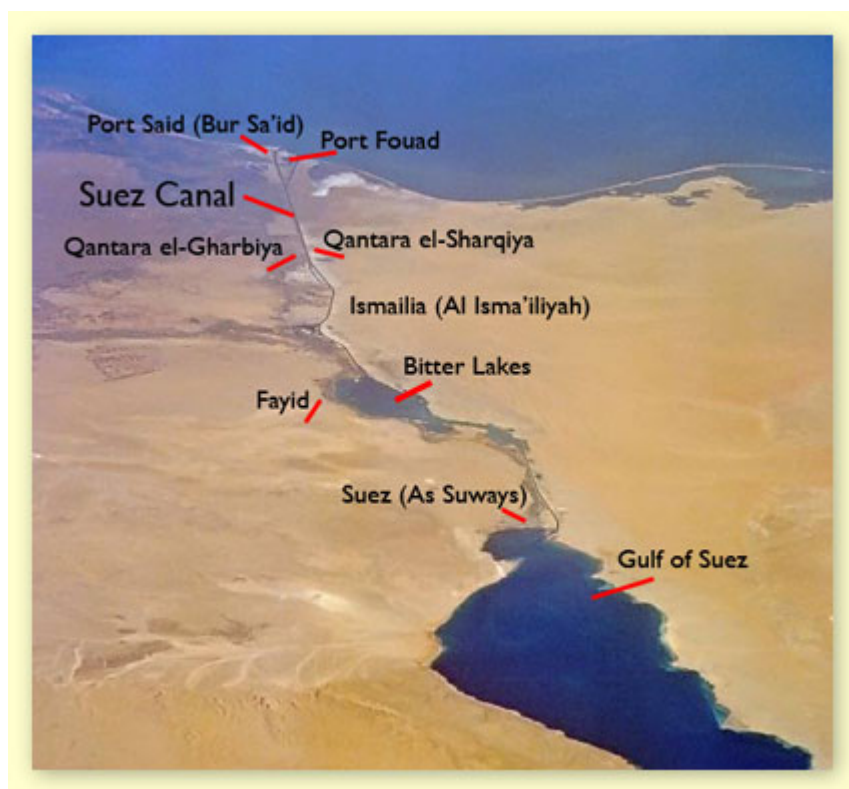 Port Said (Bur Sa'id)
Port Fouad
Suez Canal
Qantara el-Sharqiya
Qantara el-Gharbiya
Ismailia (Al Isma'iliyah)
Bitter Lakes
Fayid
Suez (As Suways)
Gulf of Suez